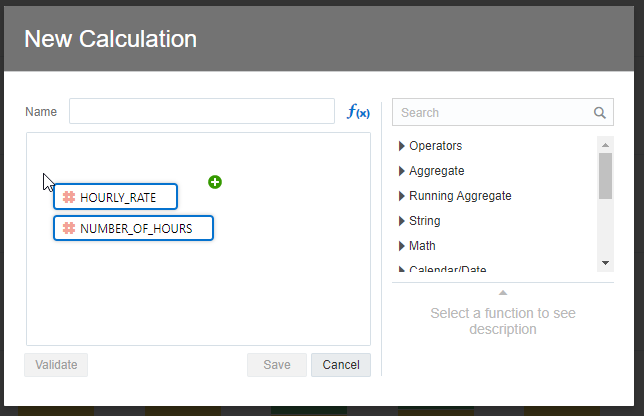 New Calculation
Name
f(x)
Search
HOURLY_RATE
NUMBER_OF_HOURS
Operators
Aggregate
Running Aggregate
String
Math
Calendar/Date
Select a function to see
description
Validate
Save
Cancel